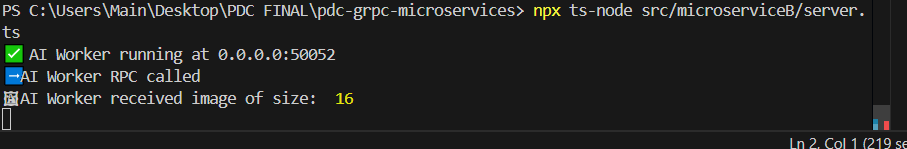 PS C:\Users\Main\Desktop\PDC FINAL\pdc-grpc-microservices> npx ts-node src/microserviceB/server.
ts
✅ AI Worker running at 0.0.0.0:50052
➡️AI Worker RPC called
🖼AI Worker received image of size:  16
Ln 2, Col 1 (219 se